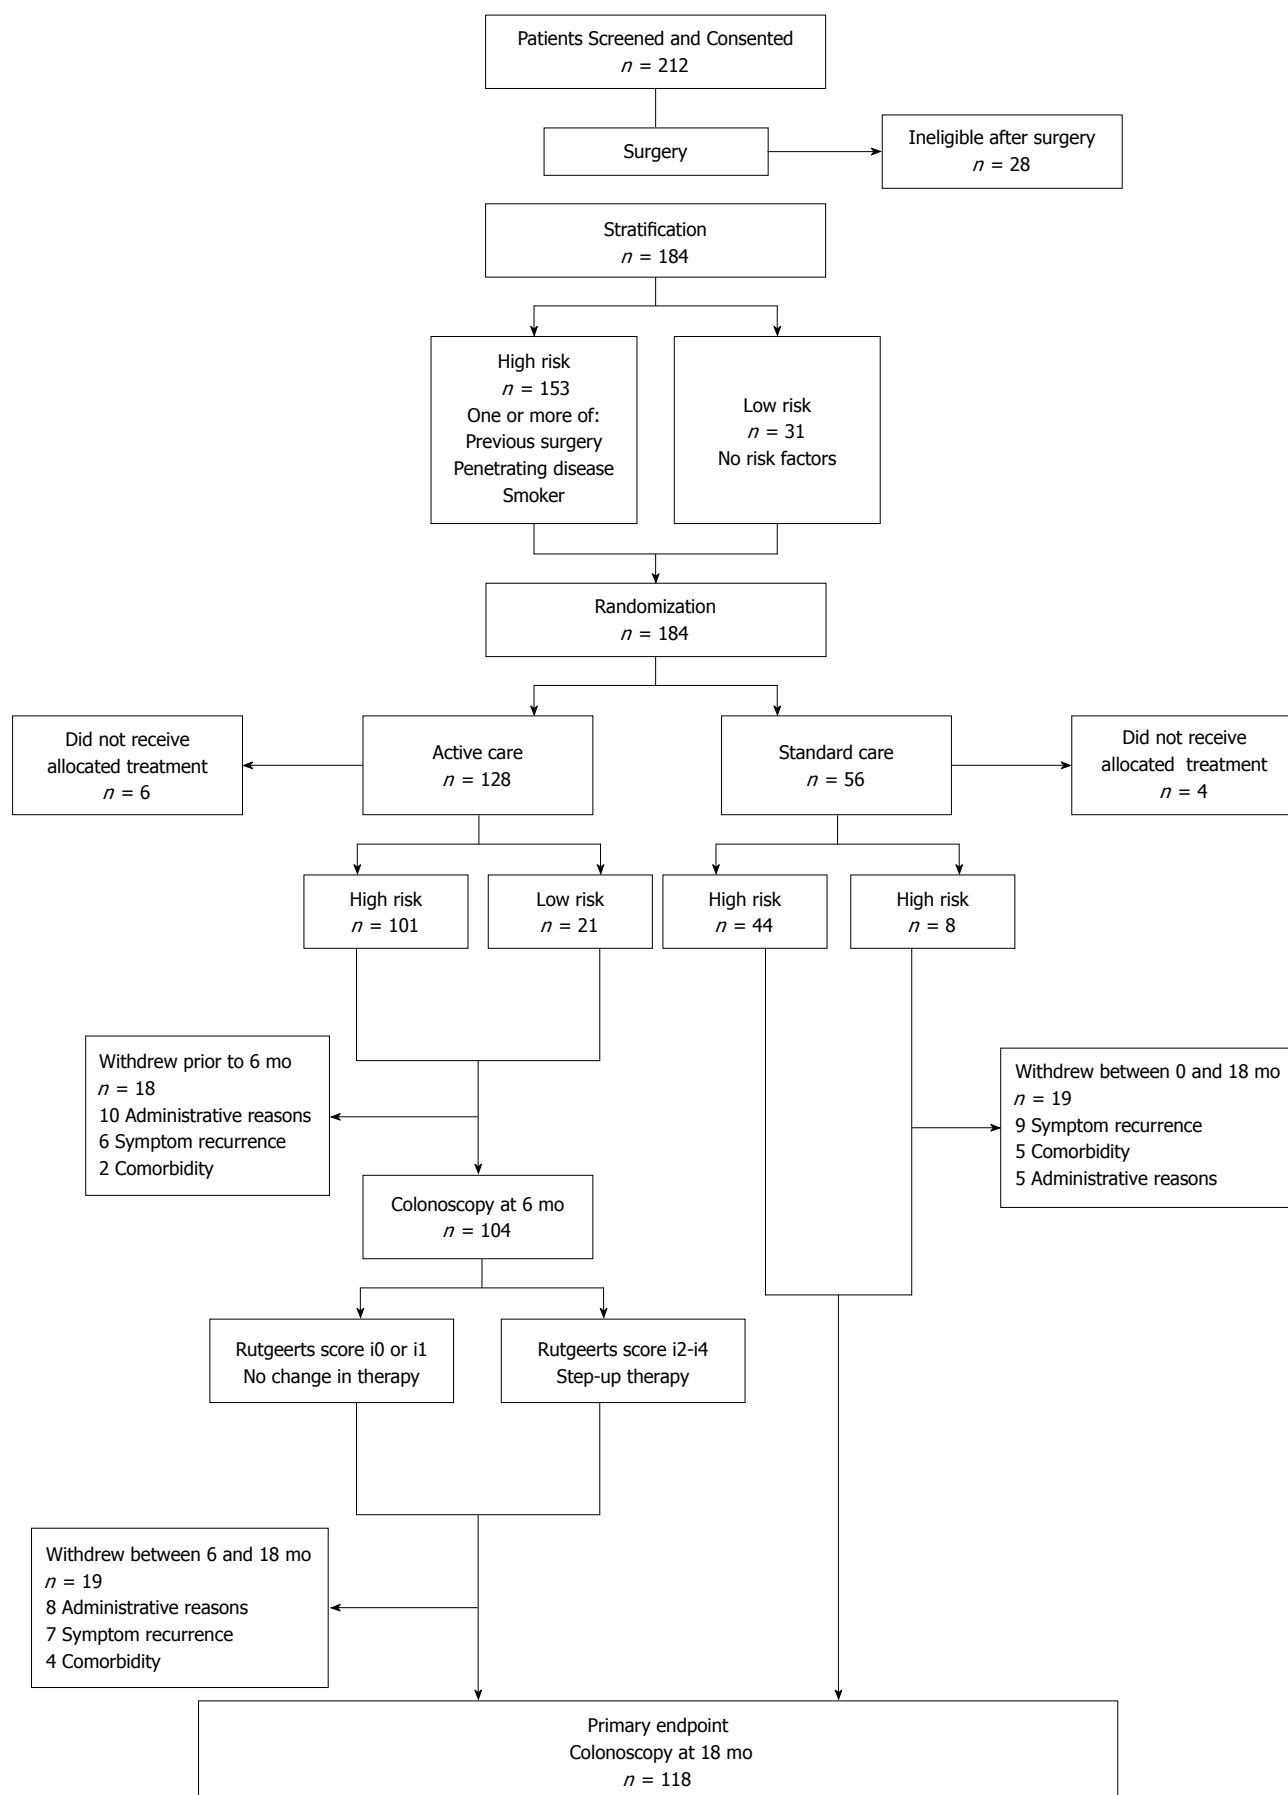 Patients Screened and Consented
n = 212
Surgery
Ineligible after surgery
n = 28
Stratification
n = 184
High risk
n = 153
One or more of:
Previous surgery
Penetrating disease
Smoker
Low risk
n = 31
No risk factors
Randomization
n = 184
Did not receive
allocated treatment
n = 6
Active care
n = 128
Standard care
n = 56
Did not receive
allocated treatment
n = 4
High risk
n = 101
Low risk
n = 21
High risk
n = 44
High risk
n = 8
Withdrew prior to 6 mo
n = 18
10 Administrative reasons
6 Symptom recurrence
2 Comorbidity
Withdrew between 0 and 18 mo
n = 19
9 Symptom recurrence
5 Comorbidity
5 Administrative reasons
Colonoscopy at 6 mo
n = 104
Rutgeerts score i0 or i1
No change in therapy
Rutgeerts score i2-i4
Step-up therapy
Withdrew between 6 and 18 mo
n = 19
8 Administrative reasons
7 Symptom recurrence
4 Comorbidity
Primary endpoint
Colonoscopy at 18 mo
n = 118